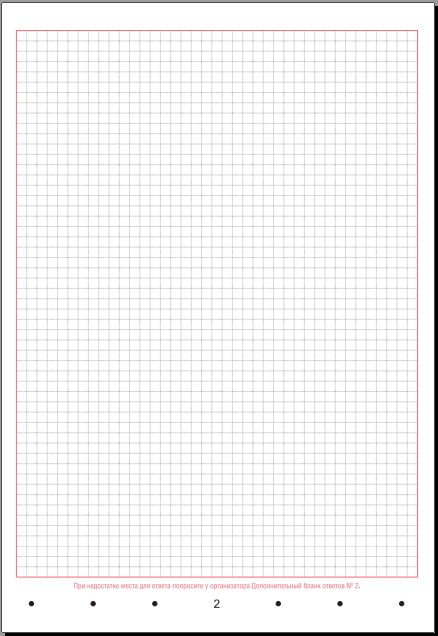 При недостатке места для ответа попросите у организатора Дополнительный бланк ответов № 2.
2